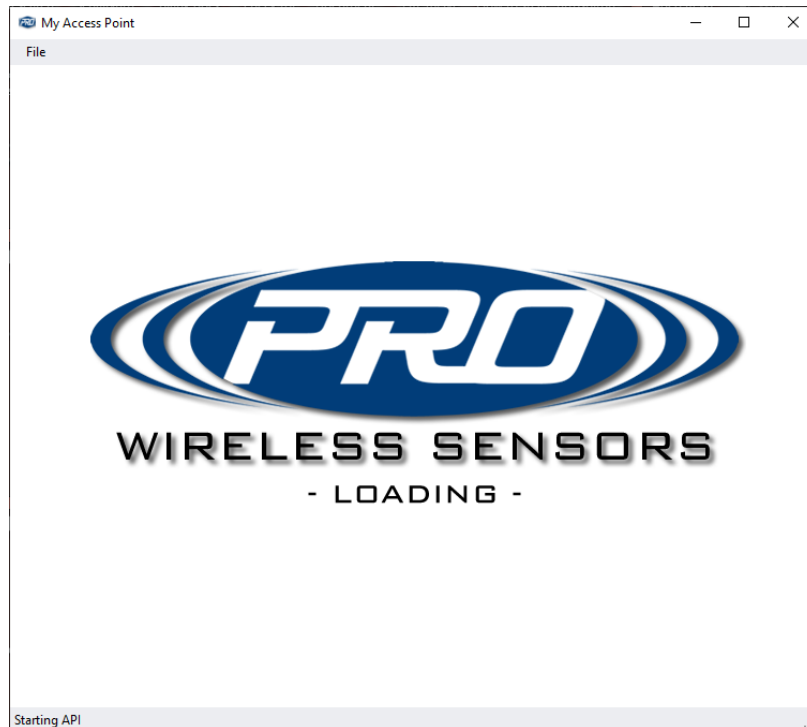 My Access Point
File
PRO
WIRELESS SENSORS
- LOADING -
Starting API